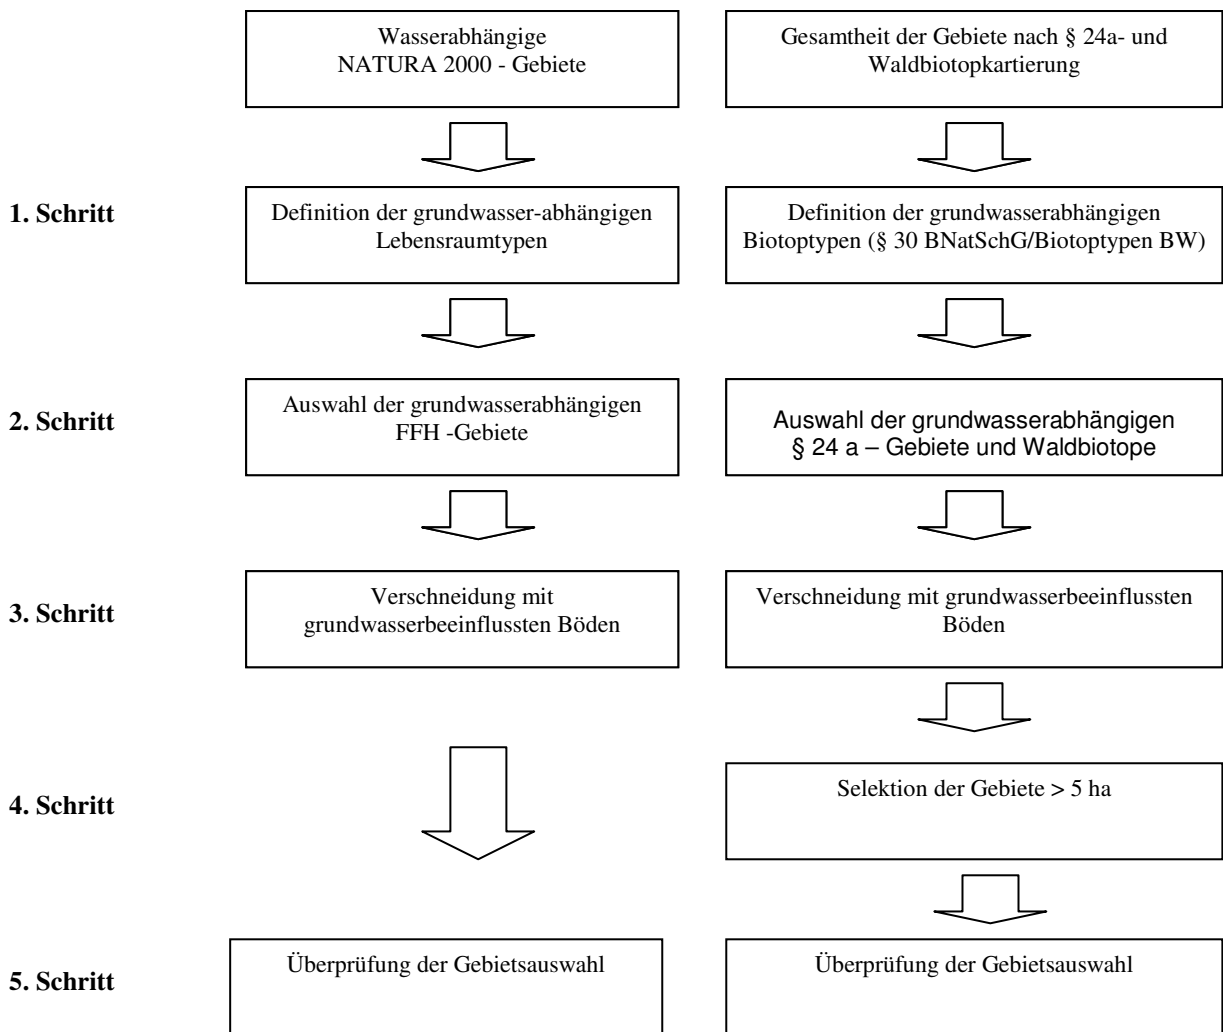 Wasserabhängige
NATURA 2000 - Gebiete
Gesamtheit der Gebiete nach § 24a- und
Waldbiotopkartierung
1. Schritt
Definition der grundwasser-abhängigen
Lebensraumtypen
Definition der grundwasserabhängigen
Biotoptypen (§ 30 BNatSchG/Biotoptypen BW)
2. Schritt
Auswahl der grundwasserabhängigen
FFH -Gebiete
Auswahl der grundwasserabhängigen
§ 24 a – Gebiete und Waldbiotope
3. Schritt
Verschneidung mit
grundwasserbeeinflussten Böden
Verschneidung mit grundwasserbeeinflussten
Böden
4. Schritt
Selektion der Gebiete > 5 ha
5. Schritt
Überprüfung der Gebietsauswahl
Überprüfung der Gebietsauswahl